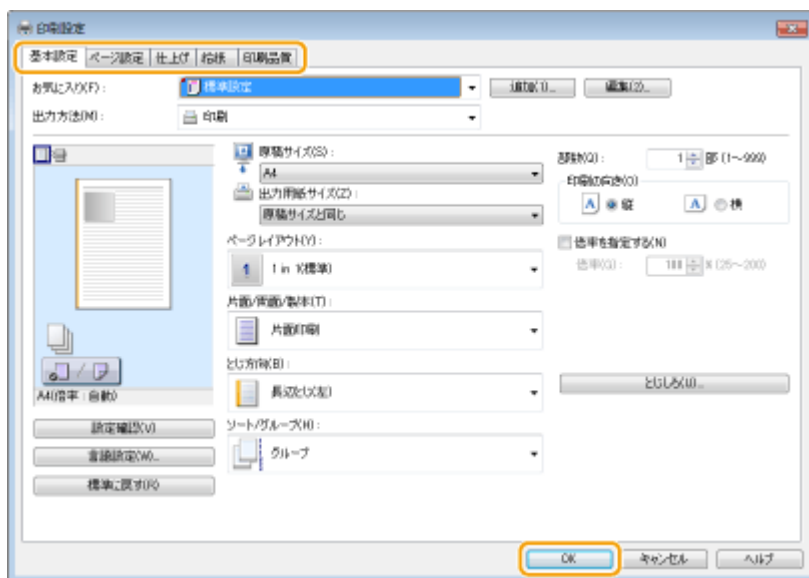 印刷設定
基本設定 ページ設定 仕上げ 給紙 印刷品質
お気に入り(F): 標準設定 追加(1)... 編集(2)...
出力方法(M): 印刷
原稿サイズ(S):
A4
出力用紙サイズ(Z):
原稿サイズと同じ
部数(Q): 1 部 (1~999)
印刷の向き(O)
A 縦 A 横
ページレイアウト(Y):
1 1 in 1(標準)
倍率を指定する(N)
倍率(G): 100 % (25~200)
片面/両面/製本(T):
片面印刷
とじ方向(B):
長辺とじ(左)
とじしろ(U)...
A4(倍率:自動)
設定確認(V)
言語設定(W)...
標準に戻す(R)
ソート/グループ(H):
グループ
OK キャンセル ヘルプ